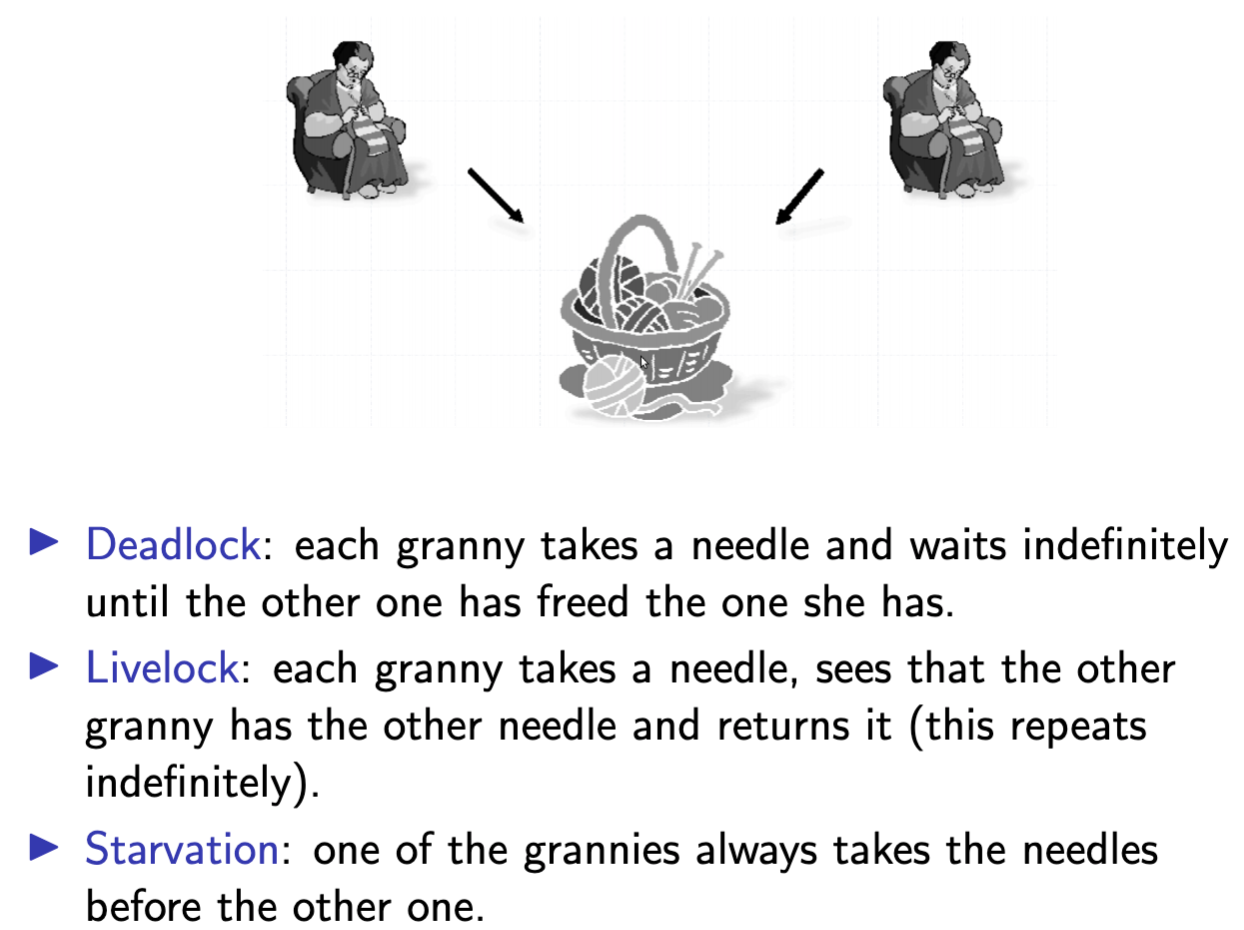 ▶ Deadlock: each granny takes a needle and waits indefinitely
until the other one has freed the one she has.
▶ Livelock: each granny takes a needle, sees that the other
granny has the other needle and returns it (this repeats
indefinitely).
▶ Starvation: one of the grannies always takes the needles
before the other one.